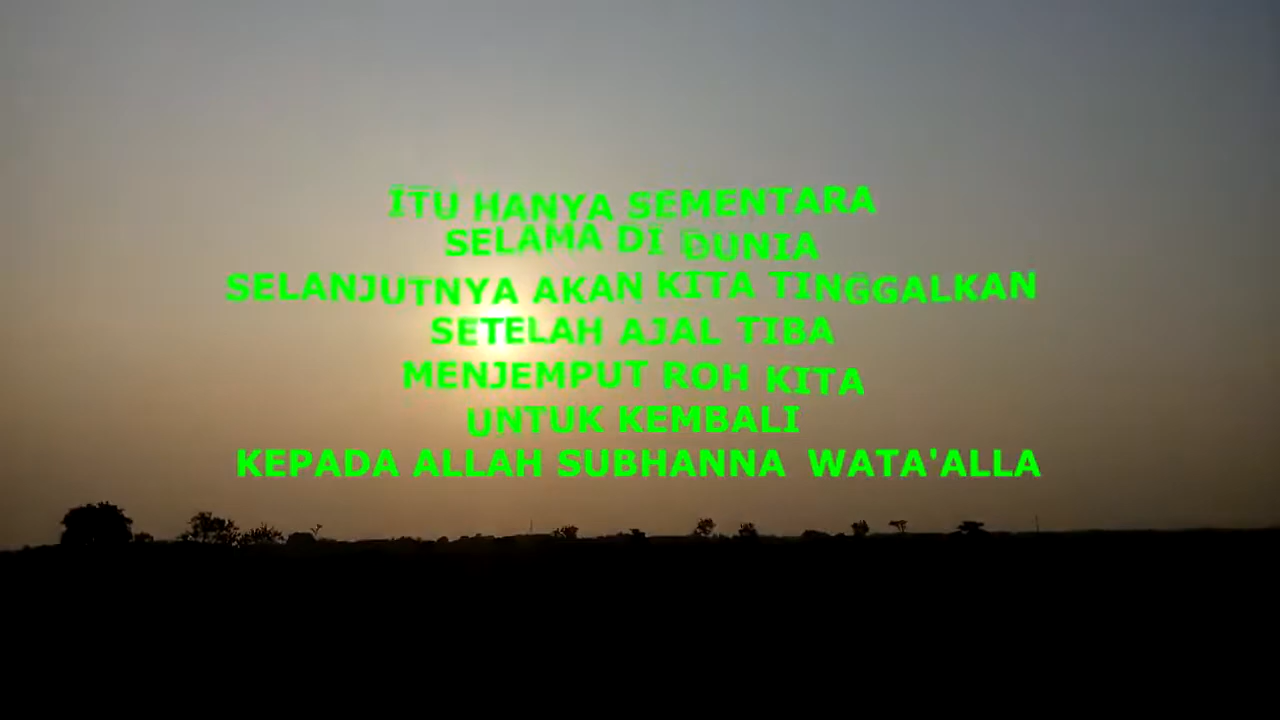 ITU HANYA SEMENTARA
SELAMA DI DUNIA
SELANJUTNYA AKAN KITA TINGGALKAN
SETELAH AJAL TIBA
MENJEMPUT ROH KITA
UNTUK KEMBALI
KEPADA ALLAH SUBHANNA WATA'ALLA